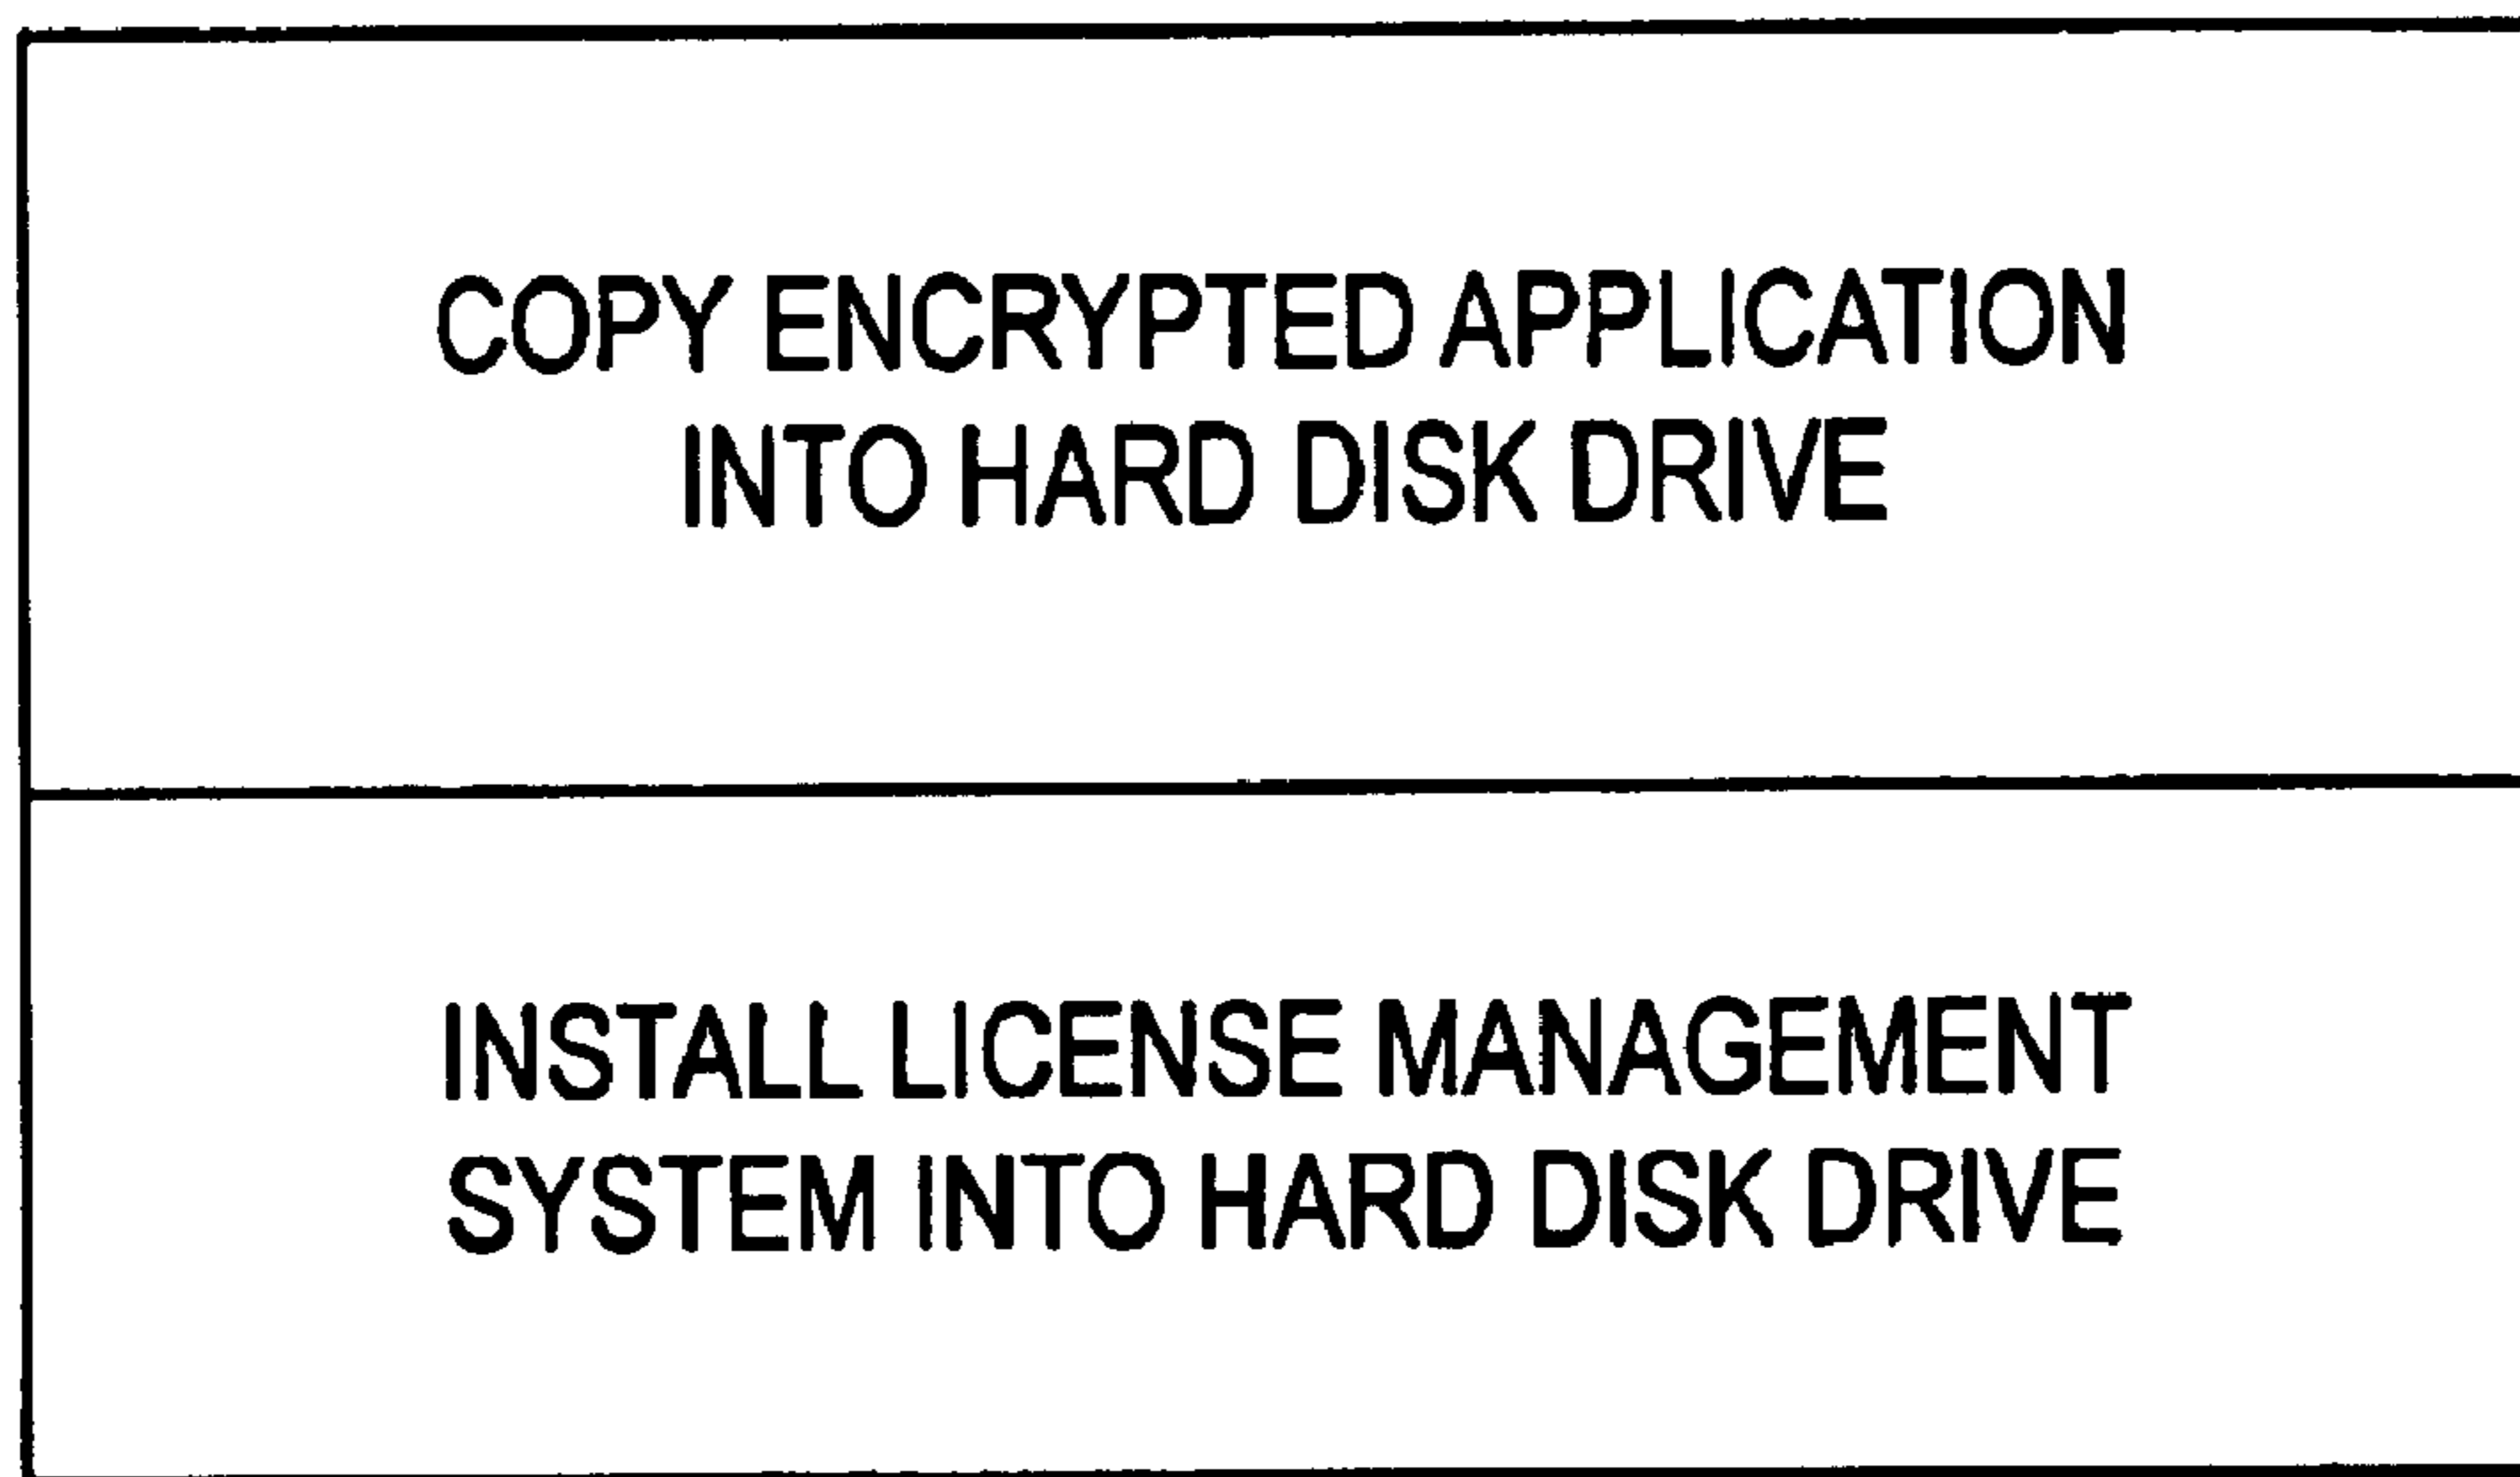 COPY ENCRYPTED APPLICATION
INTO HARD DISK DRIVE
INSTALL LICENSE MANAGEMENT
SYSTEM INTO HARD DISK DRIVE